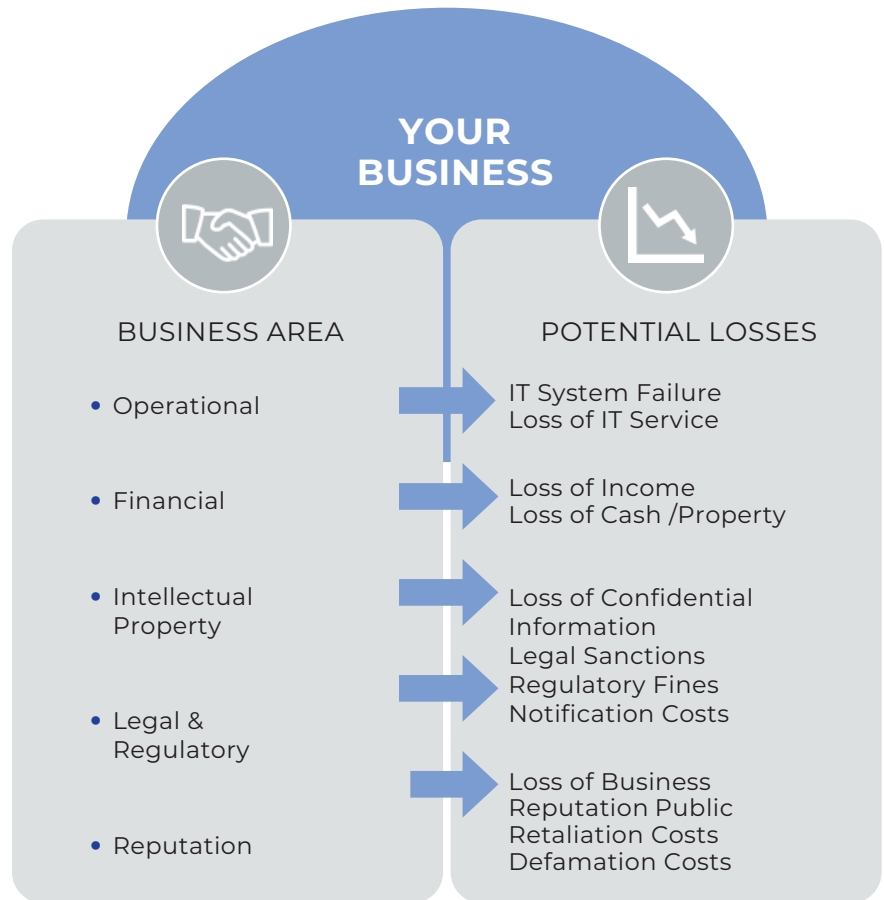 YOUR
BUSINESS
BUSINESS AREA
• Operational
• Financial
• Intellectual
Property
• Legal &
Regulatory
• Reputation
POTENTIAL LOSSES
IT System Failure
Loss of IT Service
Loss of Income
Loss of Cash /Property
Loss of Confidential
Information
Legal Sanctions
Regulatory Fines
Notification Costs
Loss of Business
Reputation Public
Retaliation Costs
Defamation Costs